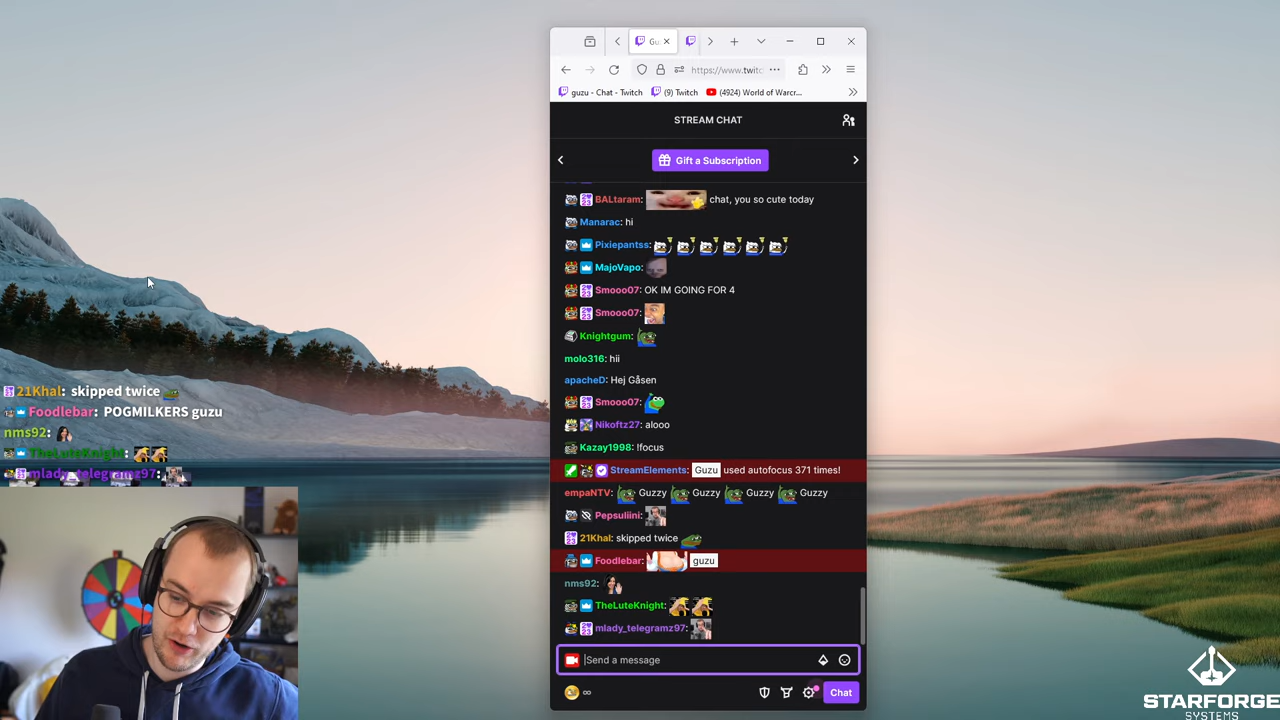 Gu
https://www.twitc
guzu - Chat - Twitch
(9) Twitch
(4924) World of Warcr...
STREAM CHAT
Gift a Subscription
BALtaram: chat, you so cute today
Manarac: hi
Pixiepantss:
MajoVapo:
Smooo07: OK IM GOING FOR 4
Smooo07:
Knightgum:
molo316: hii
apacheD: Hej Gåsen
Smooo07:
Nikoftz27: alooo
Kazay1998: !focus
StreamElements: Guzu used autofocus 371 times!
empaNTV: Guzzy Guzzy Guzzy Guzzy
Pepsuliini:
21Khal: skipped twice
Foodlebar: guzu
nms92:
TheLuteKnight:
mlady_telegramz97:
Send a message
Chat
21Khal: skipped twice
Foodlebar: POGMILKERS guzu
nms92:
TheLuteKnight:
mlady_telegramz97:
STARFORGE
SYSTEMS